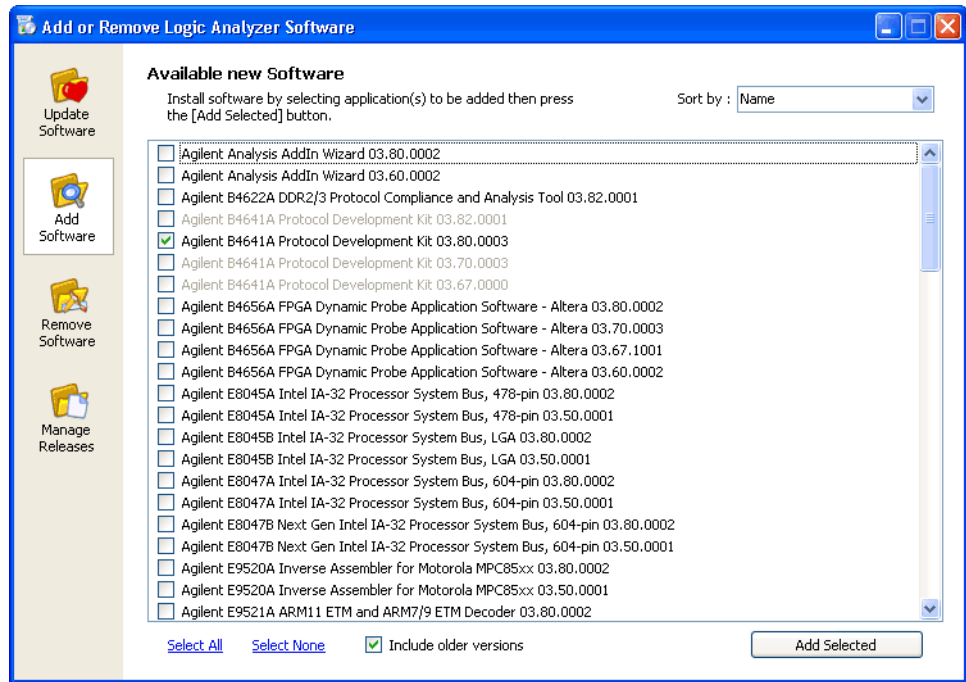 Add or Remove Logic Analyzer Software
Update
Software
Add
Software
Remove
Software
Manage
Releases
Available new Software
Install software by selecting application(s) to be added then press
the [Add Selected] button.
Sort by : Name
Agilent Analysis AddIn Wizard 03.80.0002
Agilent Analysis AddIn Wizard 03.60.0002
Agilent B4622A DDR2/3 Protocol Compliance and Analysis Tool 03.82.0001
Agilent B4641A Protocol Development Kit 03.82.0001
Agilent B4641A Protocol Development Kit 03.80.0003
Agilent B4641A Protocol Development Kit 03.70.0003
Agilent B4641A Protocol Development Kit 03.67.0000
Agilent B4656A FPGA Dynamic Probe Application Software - Altera 03.80.0002
Agilent B4656A FPGA Dynamic Probe Application Software - Altera 03.70.0003
Agilent B4656A FPGA Dynamic Probe Application Software - Altera 03.67.1001
Agilent B4656A FPGA Dynamic Probe Application Software - Altera 03.60.0002
Agilent E8045A Intel IA-32 Processor System Bus, 478-pin 03.80.0002
Agilent E8045A Intel IA-32 Processor System Bus, 478-pin 03.50.0001
Agilent E8045B Intel IA-32 Processor System Bus, LGA 03.80.0002
Agilent E8045B Intel IA-32 Processor System Bus, LGA 03.50.0001
Agilent E8047A Intel IA-32 Processor System Bus, 604-pin 03.80.0002
Agilent E8047A Intel IA-32 Processor System Bus, 604-pin 03.50.0001
Agilent E8047B Next Gen Intel IA-32 Processor System Bus, 604-pin 03.80.0002
Agilent E8047B Next Gen Intel IA-32 Processor System Bus, 604-pin 03.50.0001
Agilent E9520A Inverse Assembler for Motorola MPC85xx 03.80.0002
Agilent E9520A Inverse Assembler for Motorola MPC85xx 03.50.0001
Agilent E9521A ARM11 ETM and ARM7/9 ETM Decoder 03.80.0002
Select All
Select None
Include older versions
Add Selected